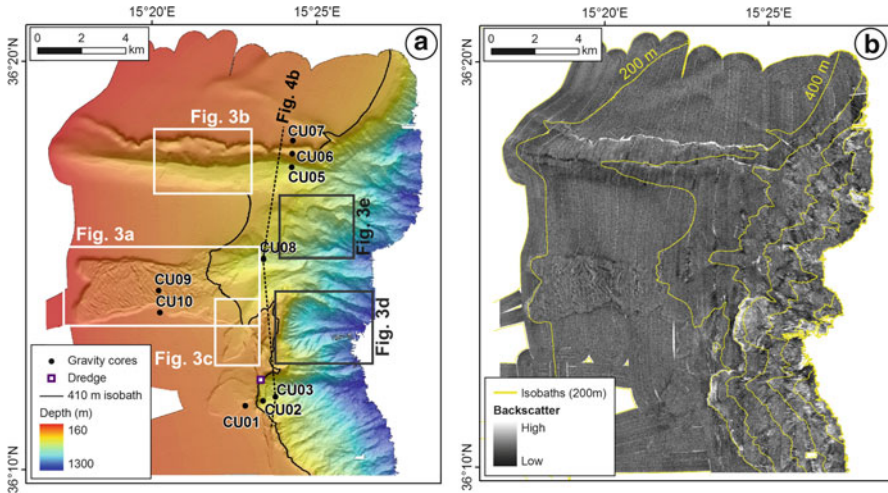 15°20'E 15°25'E
a
0 2 4
km
36°20'N
36°10'N
Fig. 4b
Fig. 3b
CU07
CU06
CU05
Fig. 3e
CU08
Fig. 3a
CU09
CU10
Fig. 3d
Fig. 3c
CU03
CU02
CU01
Gravity cores
Dredge
410 m isobath
Depth (m)
160
1300
15°20'E 15°25'E
b
0 2 4
km
36°20'N
36°10'N
200 m
400 m
Isobaths (200m)
Backscatter
High
Low